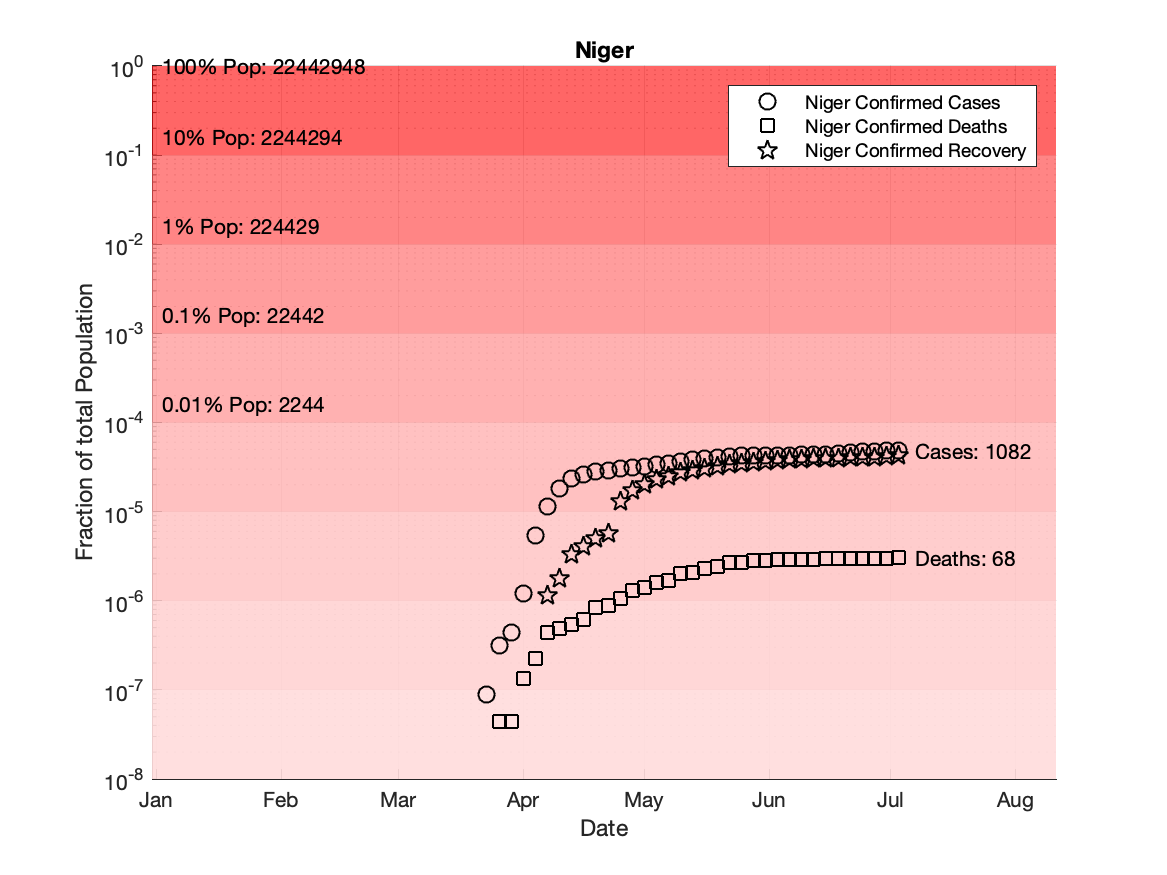 Niger
10^0
100% Pop: 22442948
Niger Confirmed Cases
Niger Confirmed Deaths
Niger Confirmed Recovery
10% Pop: 2244294
10^-1
1% Pop: 224429
10^-2
0.1% Pop: 22442
10^-3
0.01% Pop: 2244
10^-4
Cases: 1082
10^-5
Deaths: 68
10^-6
10^-7
10^-8
Fraction of total Population
Jan Feb Mar Apr May Jun Jul Aug
Date